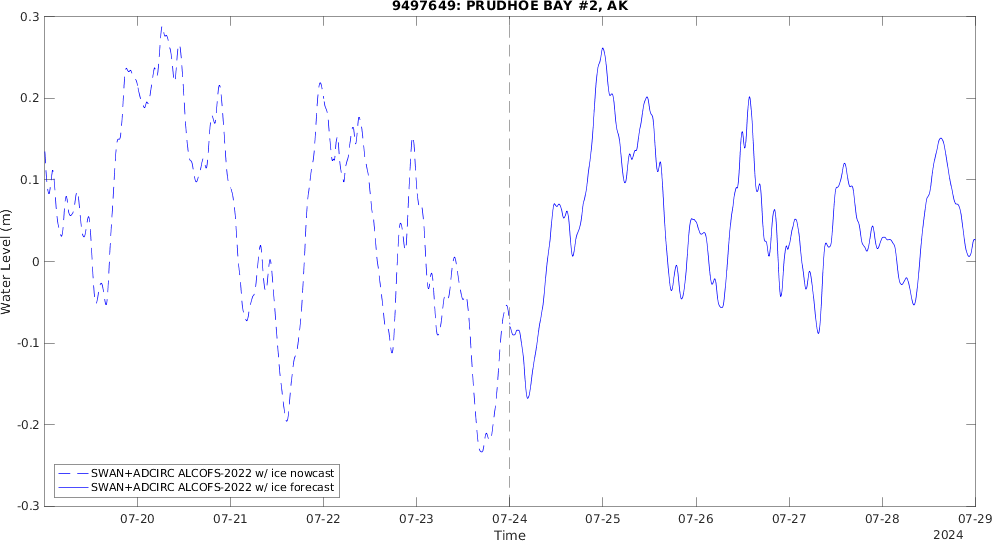 9497649: PRUDHOE BAY #2, AK
0.3
0.2
0.1
0
-0.1
-0.2
-0.3
Water Level (m)
SWAN+ADCIRC ALCOFS-2022 w/ ice nowcast
SWAN+ADCIRC ALCOFS-2022 w/ ice forecast
07-20 07-21 07-22 07-23 07-24 07-25 07-26 07-27 07-28 07-29
Time
2024